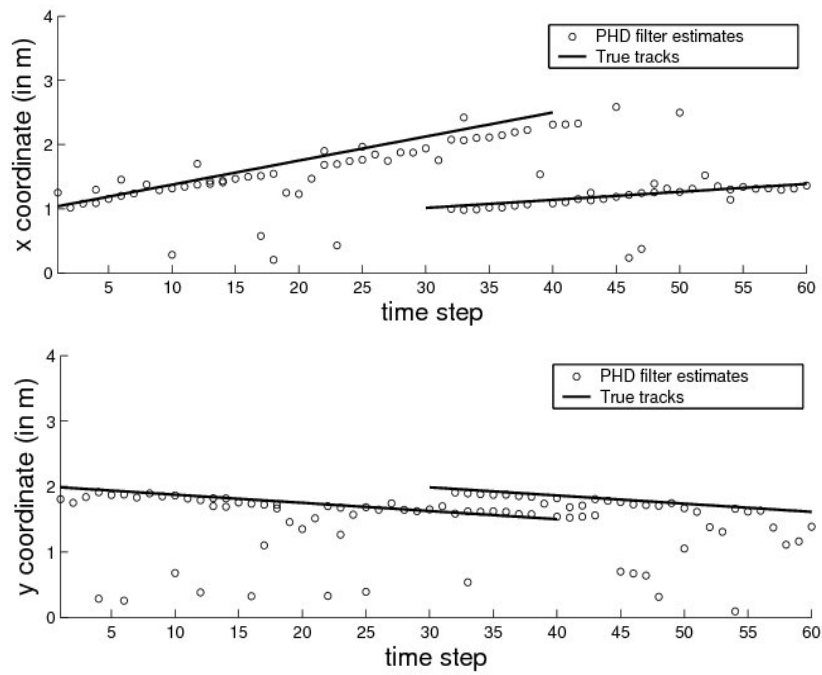 4
3
2
1
0
x coordinate (in m)
PHD filter estimates
True tracks
5 10 15 20 25 30 35 40 45 50 55 60
time step
4
3
2
1
0
y coordinate (in m)
PHD filter estimates
True tracks
5 10 15 20 25 30 35 40 45 50 55 60
time step